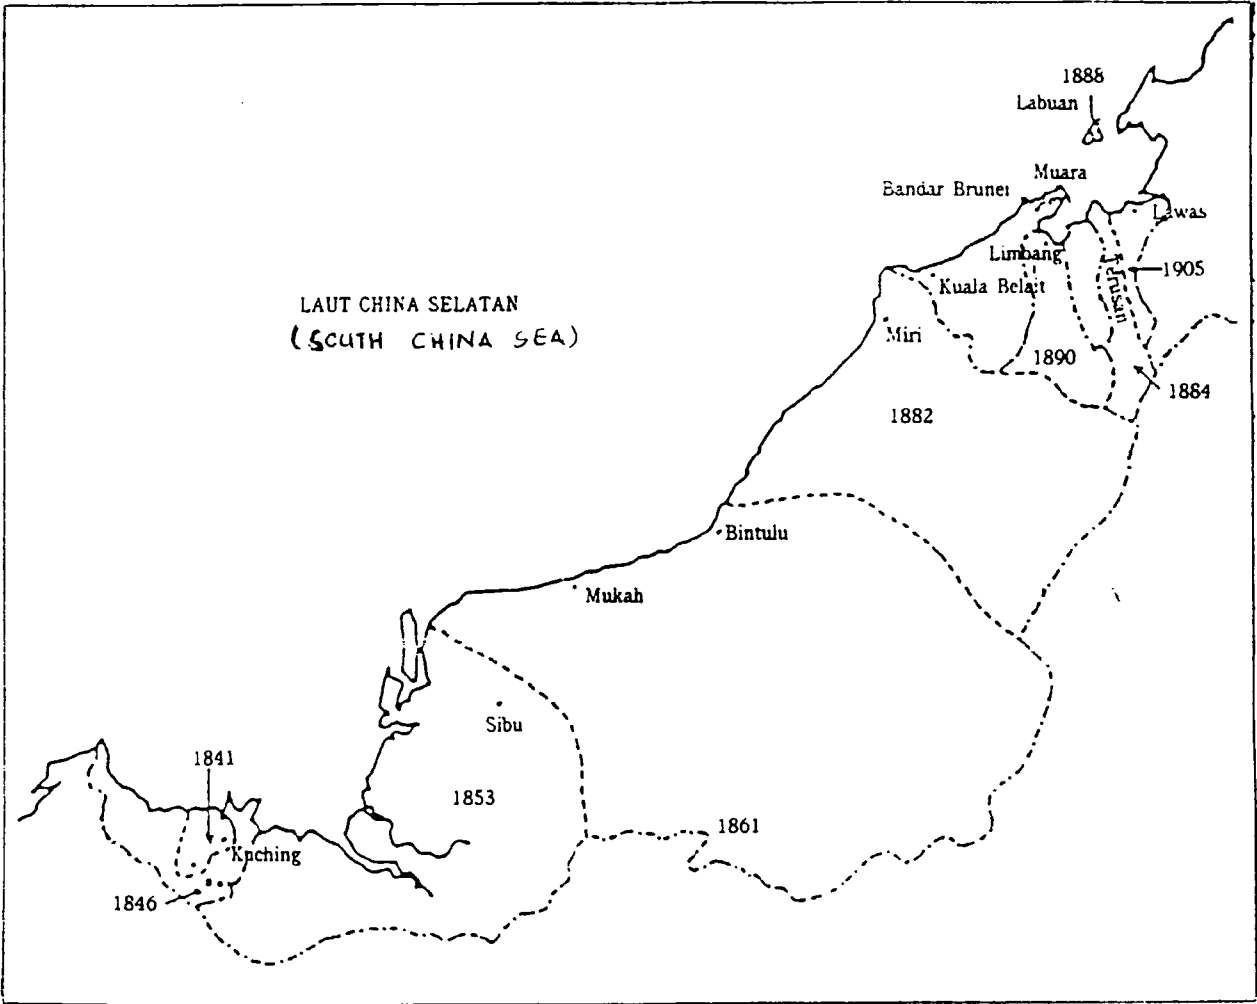 1888
Labuan
Muara
Bandar Brunei
Lawas
Limbang
1905
Kuala Belait
Terusan
LAUT CHINA SELATAN
(SOUTH CHINA SEA)
Miri
1890
1884
1882
Bintulu
Mukah
Sibu
1841
1853
1861
Kuching
1846